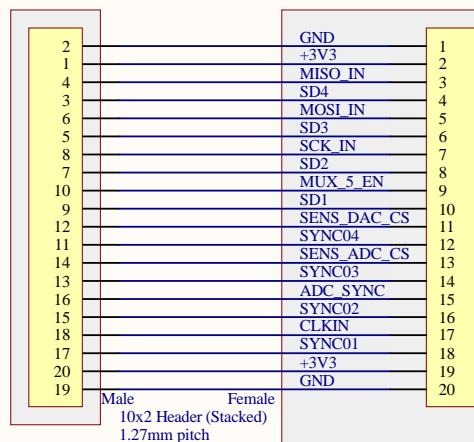 GND
2 1
+3V3
1 2
MISO_IN
4 3
SD4
3 4
MOSI_IN
6 5
SD3
5 6
SCK_IN
8 7
SD2
7 8
MUX_5_EN
10 9
SD1
9 10
SENS_DAC_CS
12 11
SYNC04
11 12
SENS_ADC_CS
14 13
SYNC03
13 14
ADC_SYNC
16 15
SYNC02
15 16
CLKIN
18 17
SYNC01
17 18
+3V3
20 19
GND
19 20
Male Female
10x2 Header (Stacked)
1.27mm pitch